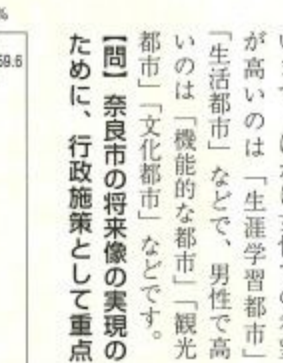 が高いのは「生涯学習都市」
「生活都市」などで、男性で高
いのは「機能的な都市」「観光
都市」「文化都市」などです。
【問】奈良市の将来像の実現の
ために、行政施策として重点
%
59.6